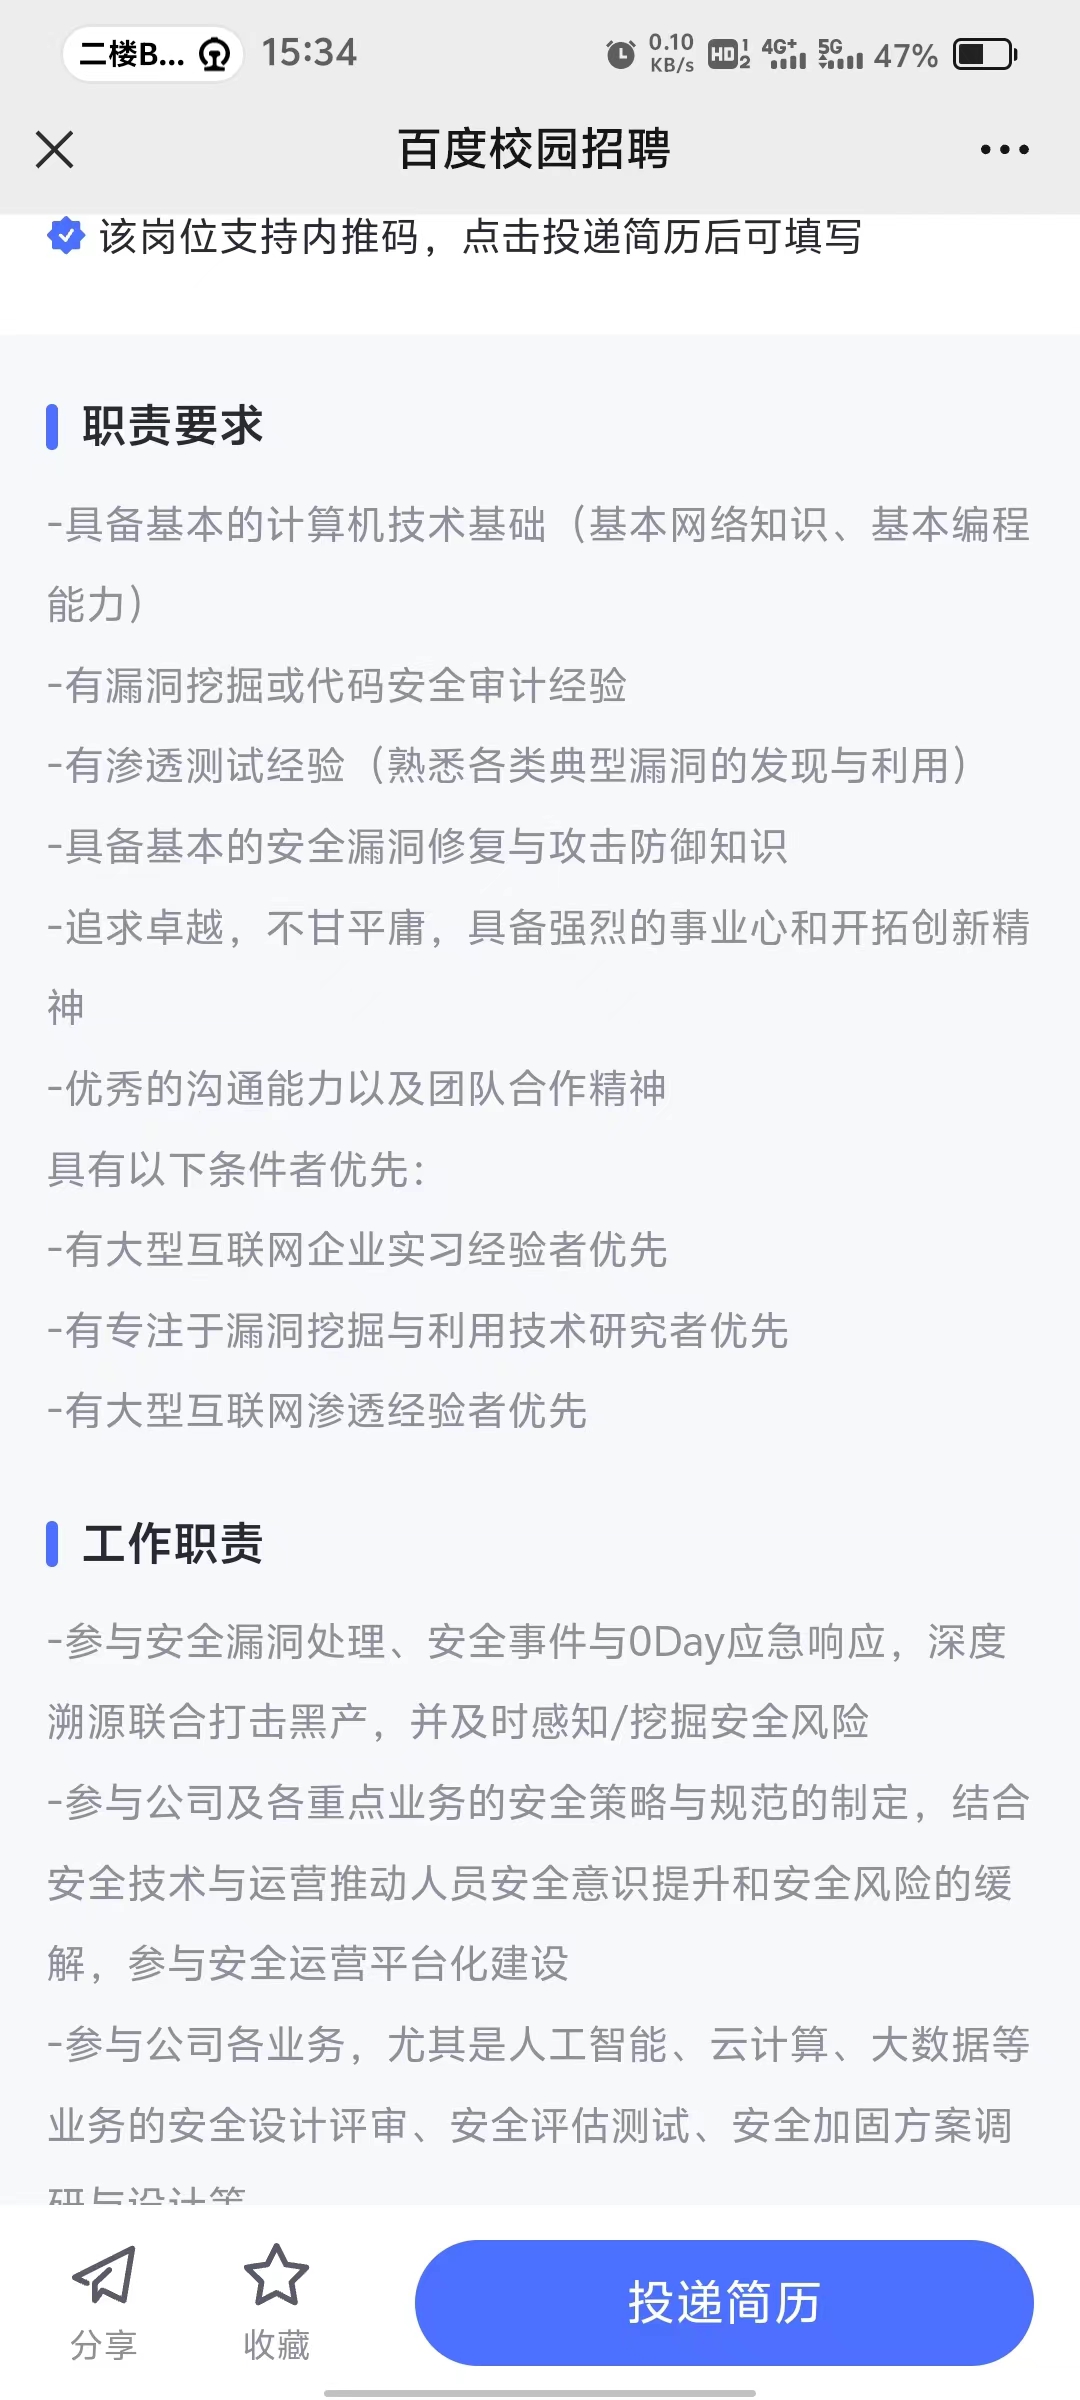 二楼B... 15:34 0.10 KB/s HD 1 2 4G+ 5G 47%
百度校园招聘
该岗位支持内推码，点击投递简历后可填写
职责要求
-具备基本的计算机技术基础（基本网络知识、基本编程
能力）
-有漏洞挖掘或代码安全审计经验
-有渗透测试经验（熟悉各类典型漏洞的发现与利用）
-具备基本的安全漏洞修复与攻击防御知识
-追求卓越，不甘平庸，具备强烈的事业心和开拓创新精
神
-优秀的沟通能力以及团队合作精神
具有以下条件者优先：
-有大型互联网企业实习经验者优先
-有专注于漏洞挖掘与利用技术研究者优先
-有大型互联网渗透经验者优先
工作职责
-参与安全漏洞处理、安全事件与0Day应急响应，深度
溯源联合打击黑产，并及时感知/挖掘安全风险
-参与公司及各重点业务的安全策略与规范的制定，结合
安全技术与运营推动人员安全意识提升和安全风险的缓
解，参与安全运营平台化建设
-参与公司各业务，尤其是人工智能、云计算、大数据等
业务的安全设计评审、安全评估测试、安全加固方案调
研与设计等
分享
收藏
投递简历